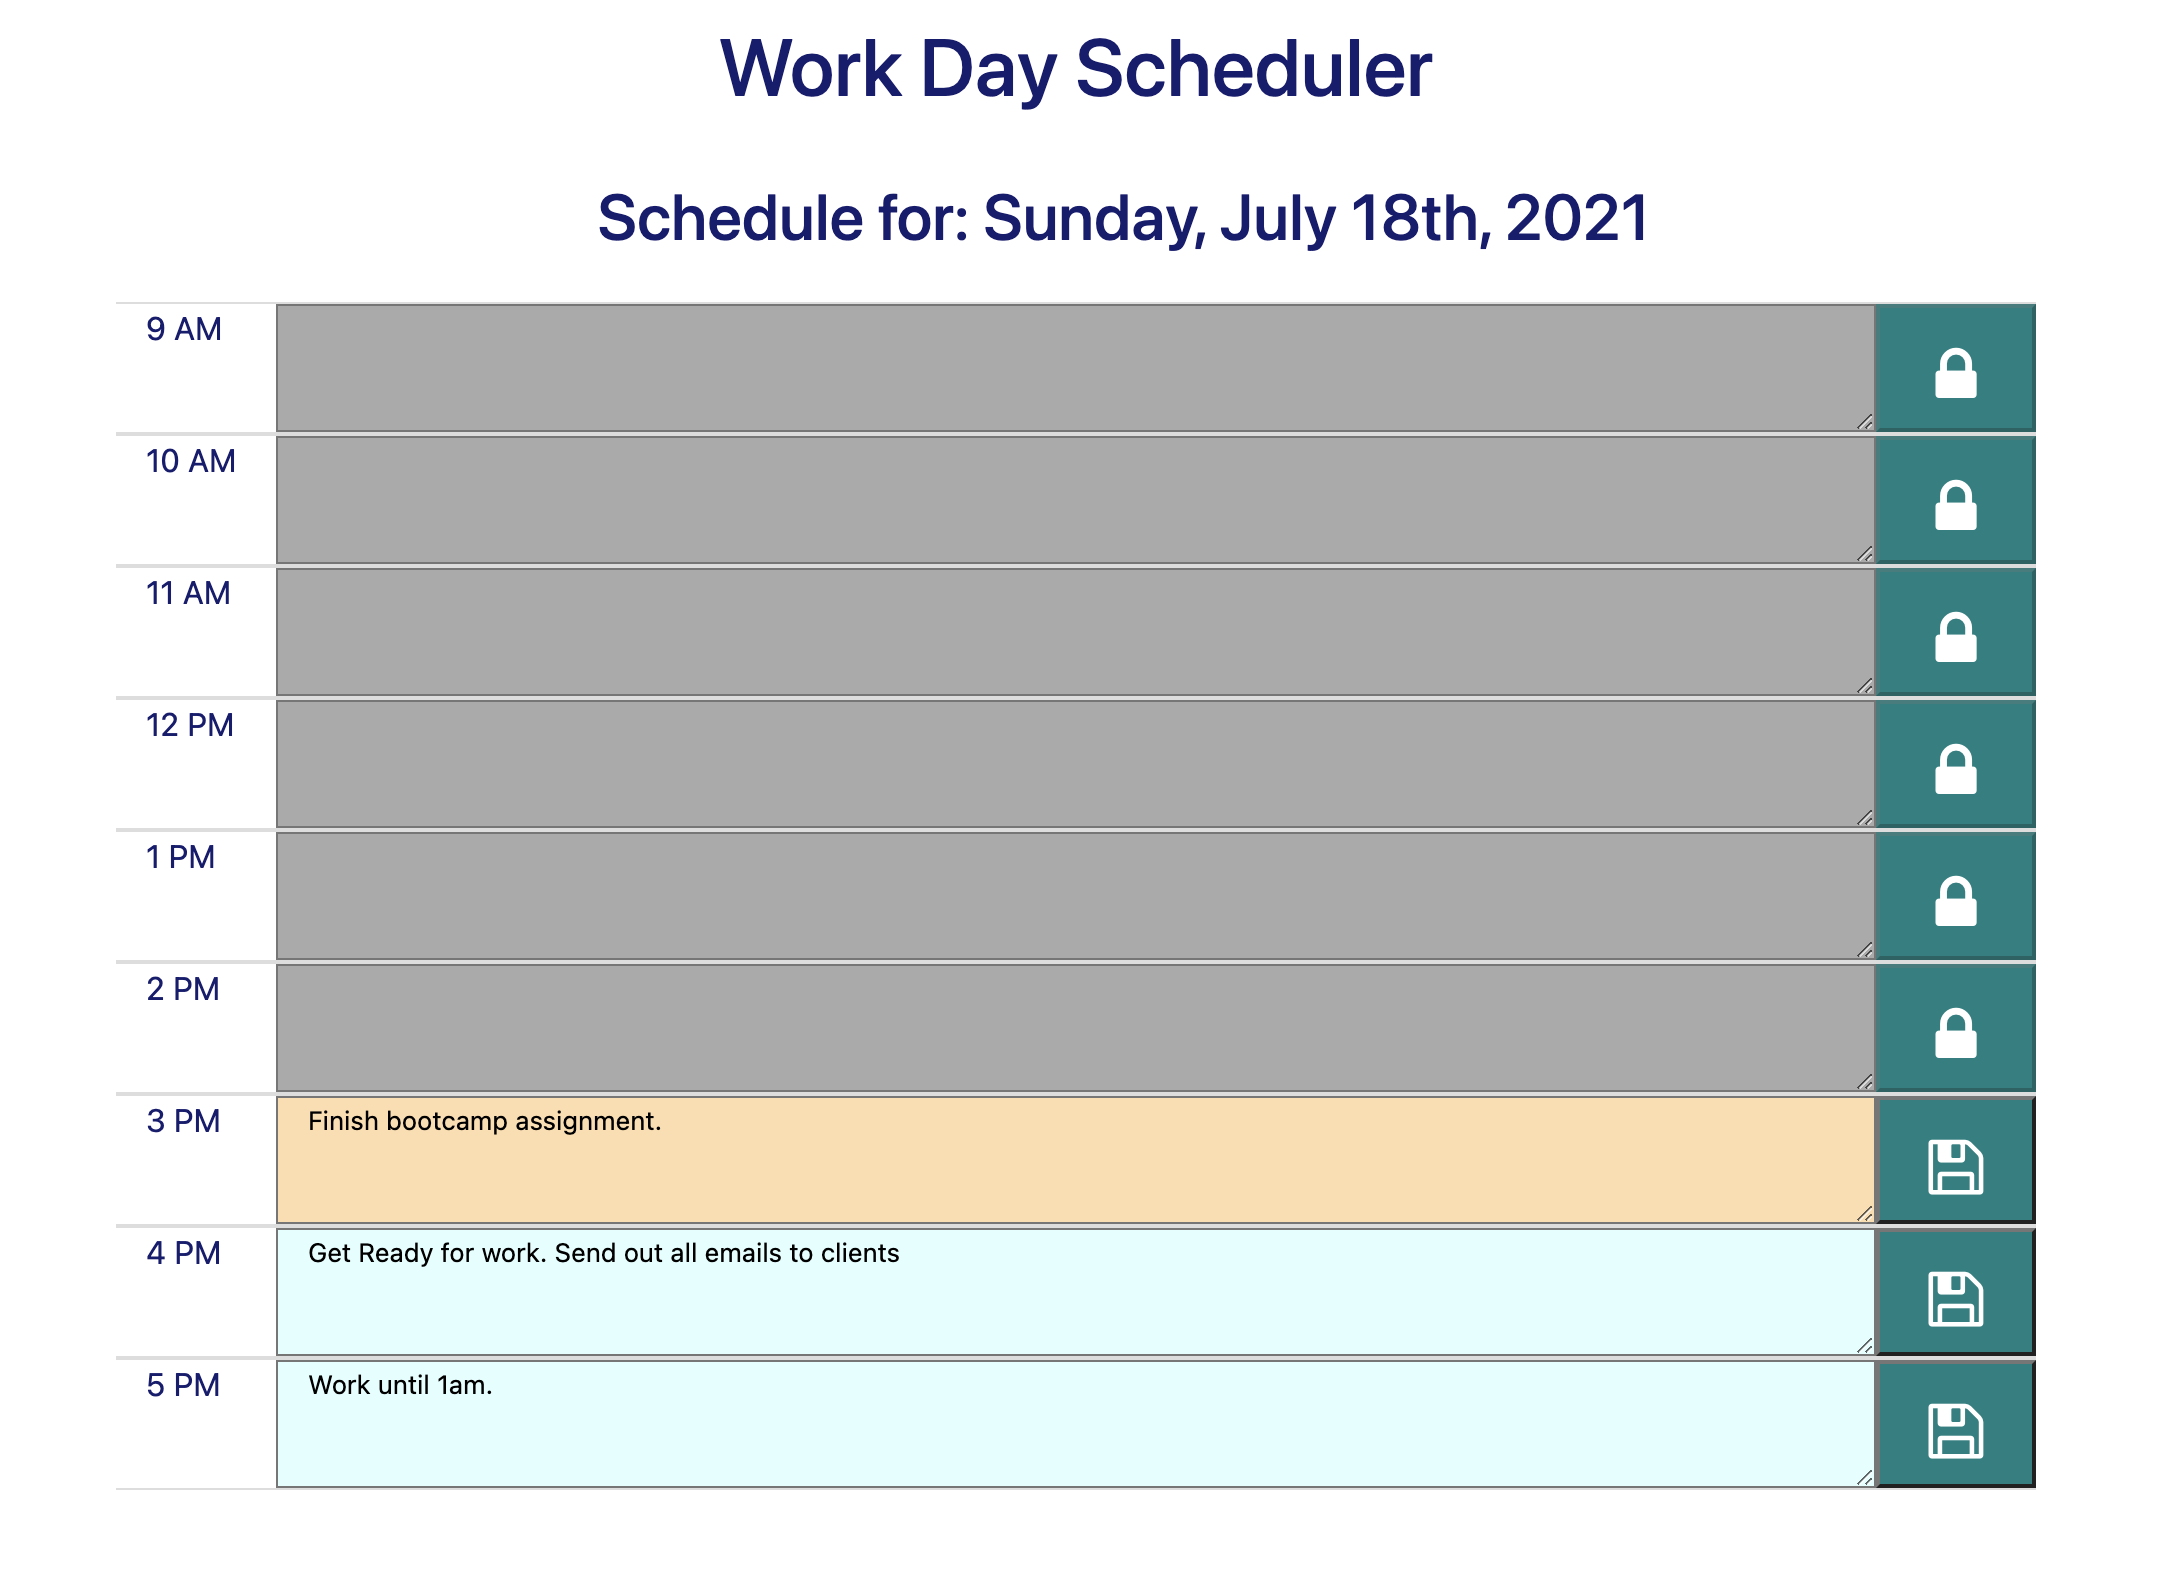 Work Day Scheduler
Schedule for: Sunday, July 18th, 2021
9 AM
10 AM
11 AM
12 PM
1 PM
2 PM
3 PM Finish bootcamp assignment.
4 PM Get Ready for work. Send out all emails to clients
5 PM Work until 1am.